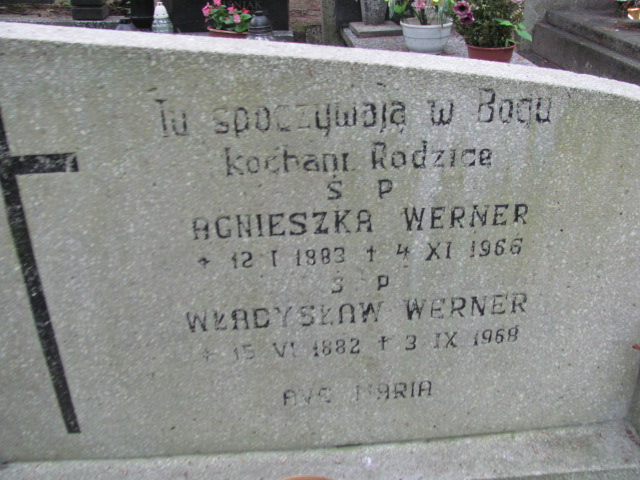 Tu spoczywają w Bogu
kochani Rodzice
S P
AGNIESZKA WERNER
* 12 I 1883 † 4 XI 1966
S P
WŁADYSŁAW WERNER
* 15 VI 1882 † 3 IX 1968
AVE MARIA